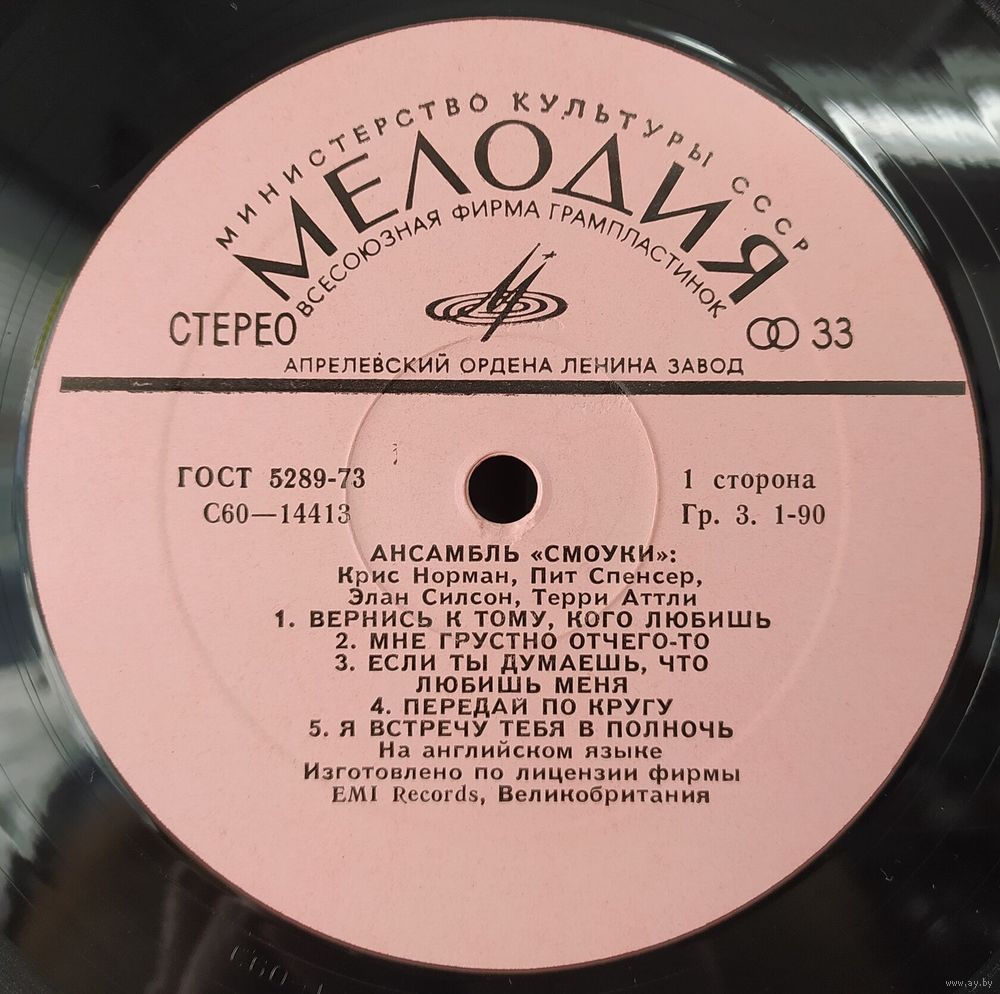 МИНИСТЕРСТВО КУЛЬТУРЫ СССР
МЕЛОДИЯ
ВСЕСОЮЗНАЯ ФИРМА ГРАМПЛАСТИНОК
СТЕРЕО
33
АПРЕЛЕВСКИЙ ОРДЕНА ЛЕНИНА ЗАВОД
ГОСТ 5289-73
1 сторона
С60—14413
Гр. 3. 1-90
АНСАМБЛЬ «СМОУКИ»:
Крис Норман, Пит Спенсер,
Элан Силсон, Терри Аттли
1. ВЕРНИСЬ К ТОМУ, КОГО ЛЮБИШЬ
2. МНЕ ГРУСТНО ОТЧЕГО-ТО
3. ЕСЛИ ТЫ ДУМАЕШЬ, ЧТО
ЛЮБИШЬ МЕНЯ
4. ПЕРЕДАЙ ПО КРУГУ
5. Я ВСТРЕЧУ ТЕБЯ В ПОЛНОЧЬ
На английском языке
Изготовлено по лицензии фирмы
EMI Records, Великобритания
www.ay.by